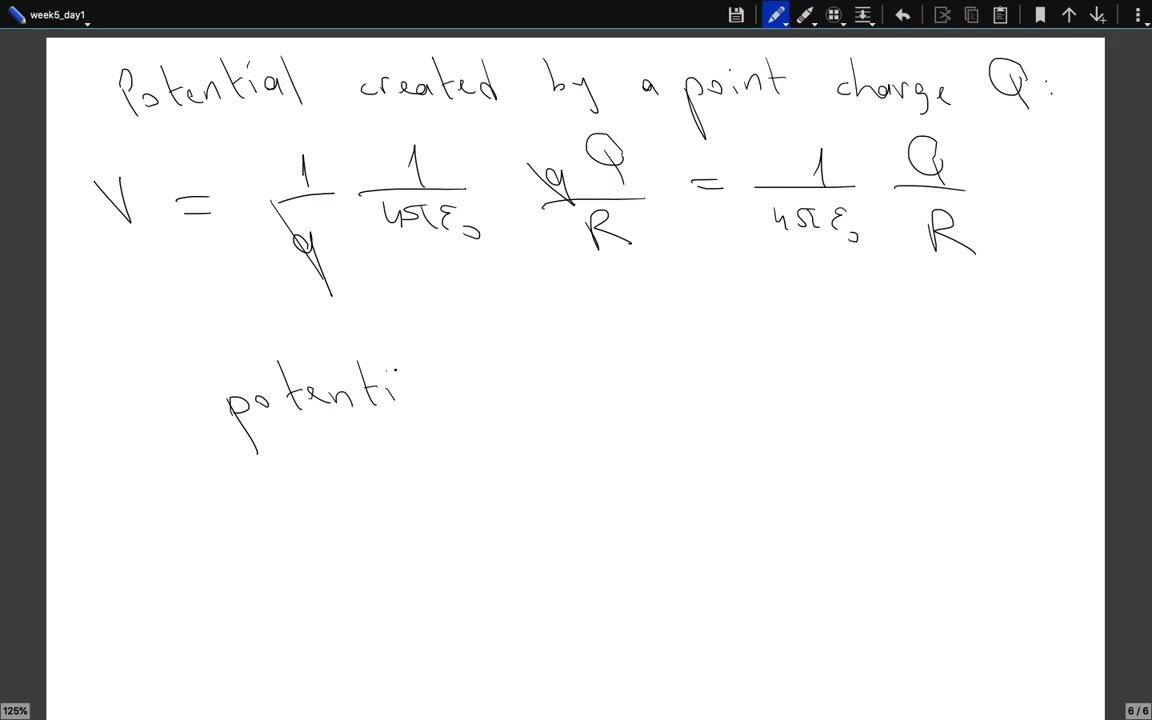 week5_day1
Potential created by a point charge Q:
V = 1/q 1/4πε₀ qQ/R = 1/4πε₀ Q/R
potenti
125%
6 / 6